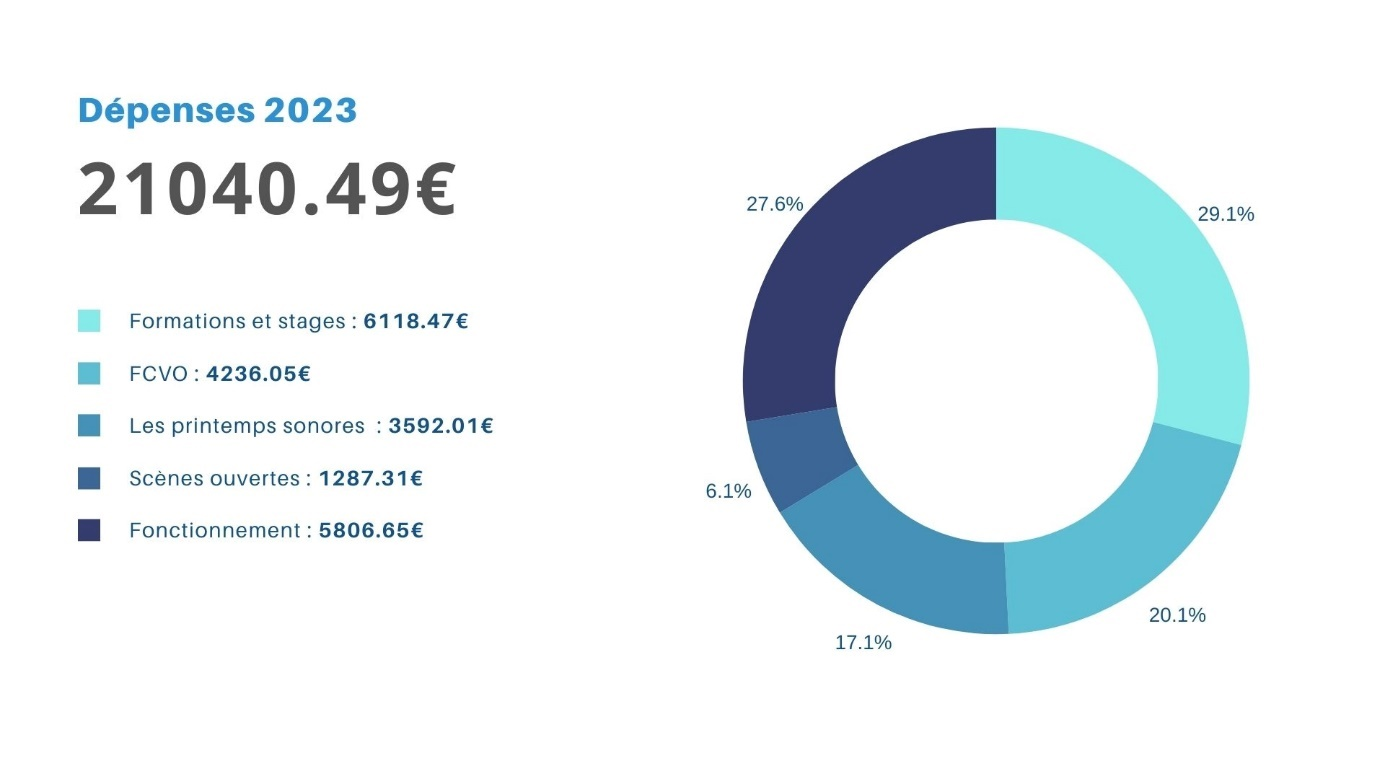 Dépenses 2023
21040.49€
Formations et stages : 6118.47€
FCVO : 4236.05€
Les printemps sonores : 3592.01€
Scènes ouvertes : 1287.31€
Fonctionnement : 5806.65€
27.6%
29.1%
6.1%
20.1%
17.1%